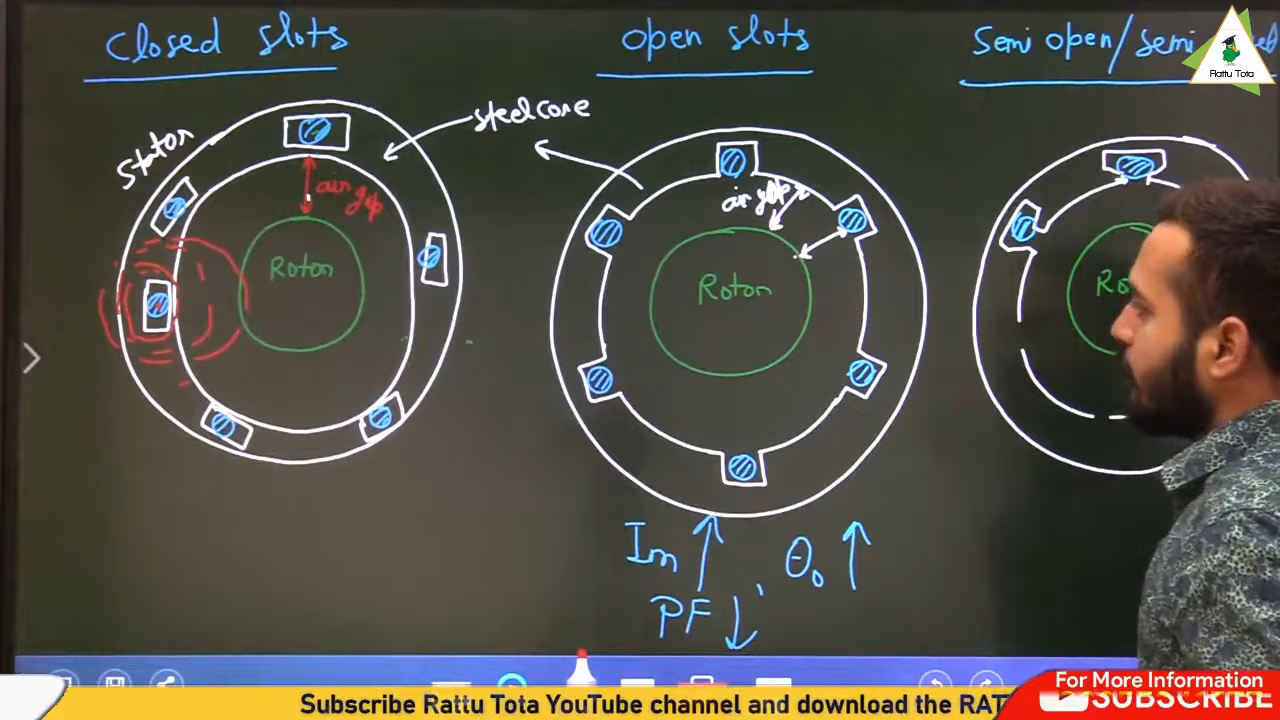 Closed slots
open slots
Semi open/semi
Rattu Tota
Stator
steel core
air gap
Rotor
air gap
Rotor
Im ↑, θ₀ ↑
PF ↓
For More Information
SUBSCRIBE
Subscribe Rattu Tota YouTube channel and download the RAT